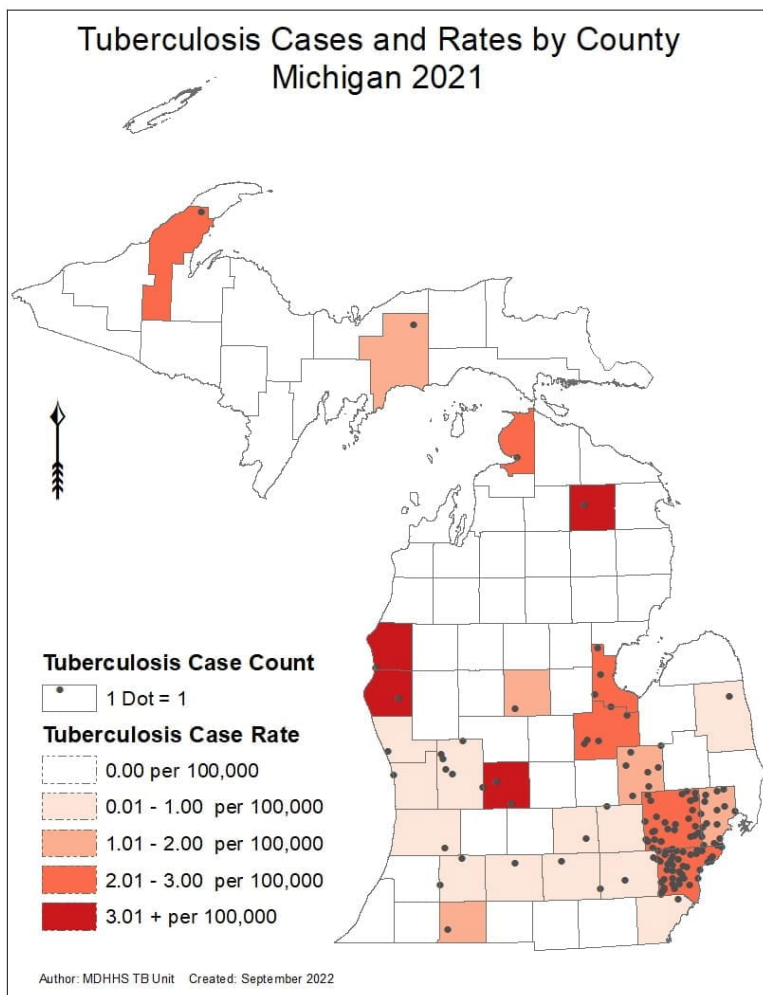 Tuberculosis Cases and Rates by County
Michigan 2021
Tuberculosis Case Count
1 Dot = 1
Tuberculosis Case Rate
0.00 per 100,000
0.01 - 1.00 per 100,000
1.01 - 2.00 per 100,000
2.01 - 3.00 per 100,000
3.01 + per 100,000
Author: MDHHS TB Unit Created: September 2022